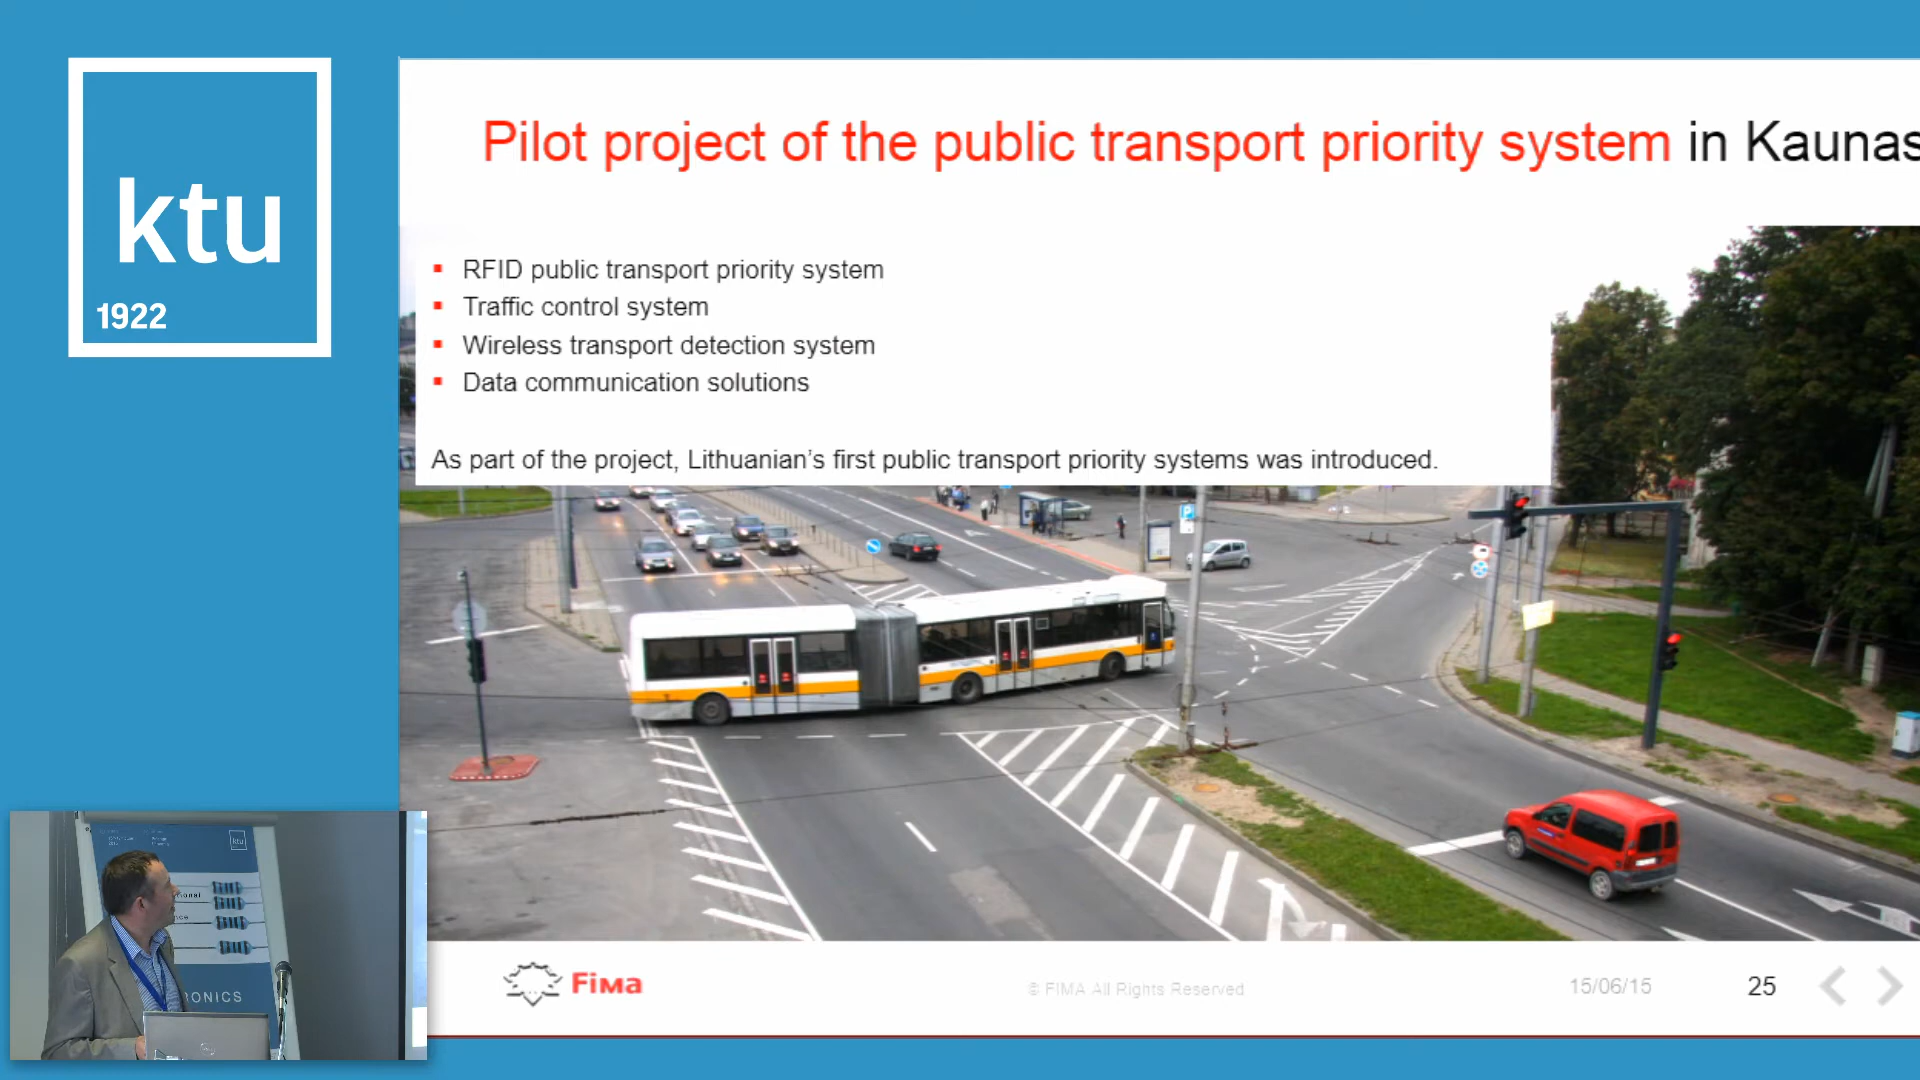 ktu
1922
Pilot project of the public transport priority system in Kaunas
RFID public transport priority system
Traffic control system
Wireless transport detection system
Data communication solutions
As part of the project, Lithuanian's first public transport priority systems was introduced.
P
ktu
RONICS
Fima
© FIMA All Rights Reserved
15/06/15
25